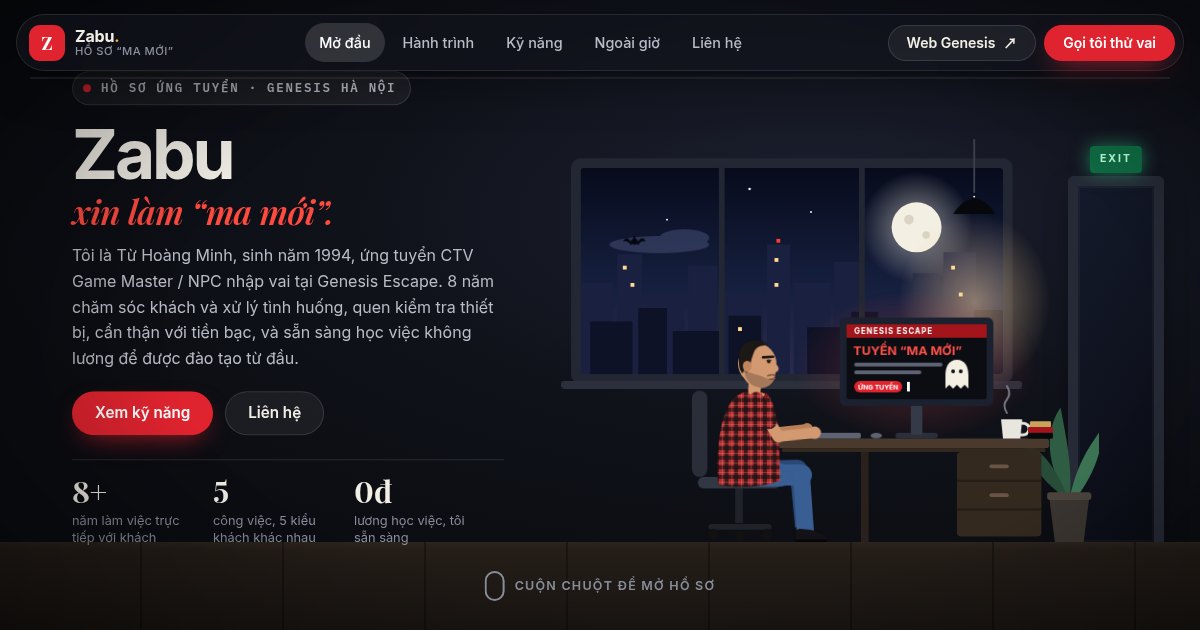 Z
Zabu.
HỒ SƠ “MA MỚI”
Mở đầu
Hành trình
Kỹ năng
Ngoài giờ
Liên hệ
Web Genesis ↗
Gọi tôi thử vai
HỒ SƠ ỨNG TUYỂN · GENESIS HÀ NỘI
Zabu
xin làm “ma mới”.
Tôi là Từ Hoàng Minh, sinh năm 1994, ứng tuyển CTV
Game Master / NPC nhập vai tại Genesis Escape. 8 năm
chăm sóc khách và xử lý tình huống, quen kiểm tra thiết
bị, cẩn thận với tiền bạc, và sẵn sàng học việc không
lương để được đào tạo từ đầu.
Xem kỹ năng
Liên hệ
8+
năm làm việc trực
tiếp với khách
5
công việc, 5 kiểu
khách khác nhau
0đ
lương học việc, tôi
sẵn sàng
EXIT
GENESIS ESCAPE
TUYỂN “MA MỚI”
ỨNG TUYỂN
CUỘN CHUỘT ĐỂ MỞ HỒ SƠ